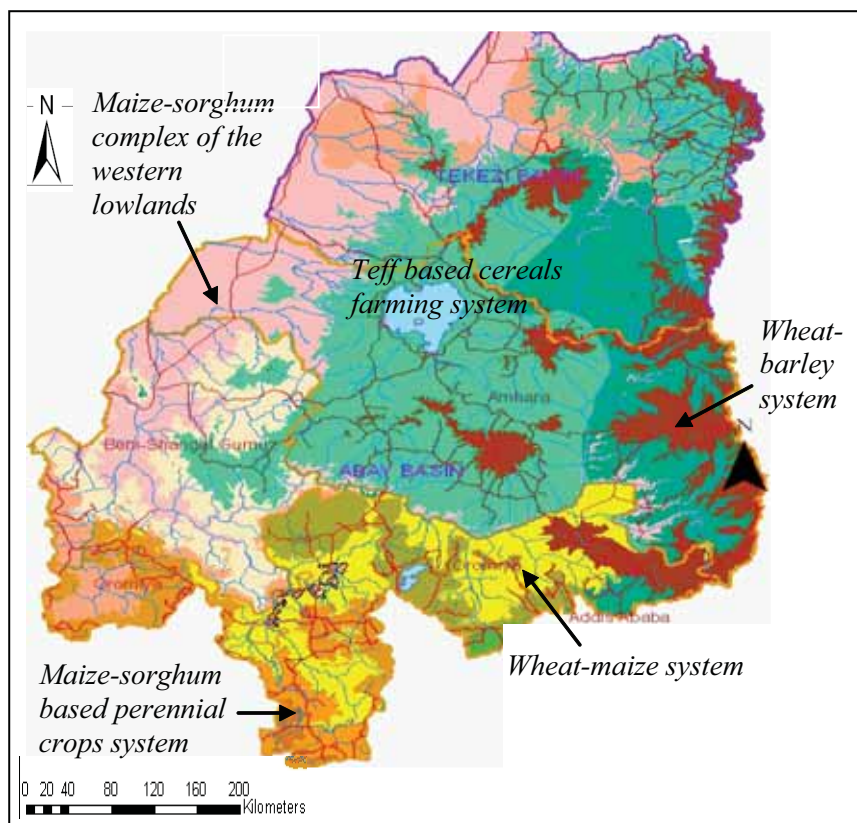 N
Maize-sorghum
complex of the
western
lowlands
TEKEZI
Teff based cereals
farming system
Wheat-
barley
system
Amhara
N
Beni-Shangul Gumuz
ABAY BASIN
Oromiya
Oromiya
Addis Ababa
Wheat-maize system
Maize-sorghum
based perennial
crops system
0 20 40 80 120 160 200
Kilometers